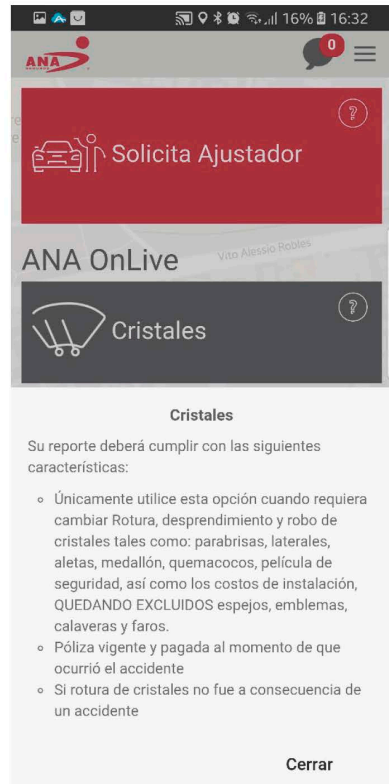 16% 16:32
ANA
0
?
Solicita Ajustador
Vito Alessio Robles
ANA OnLive
?
Cristales
Cristales
Su reporte deberá cumplir con las siguientes
características:
Únicamente utilice esta opción cuando requiera
cambiar Rotura, desprendimiento y robo de
cristales tales como: parabrisas, laterales,
aletas, medallón, quemacocos, película de
seguridad, así como los costos de instalación,
QUEDANDO EXCLUIDOS espejos, emblemas,
calaveras y faros.
Póliza vigente y pagada al momento de que
ocurrió el accidente
Si rotura de cristales no fue a consecuencia de
un accidente
Cerrar